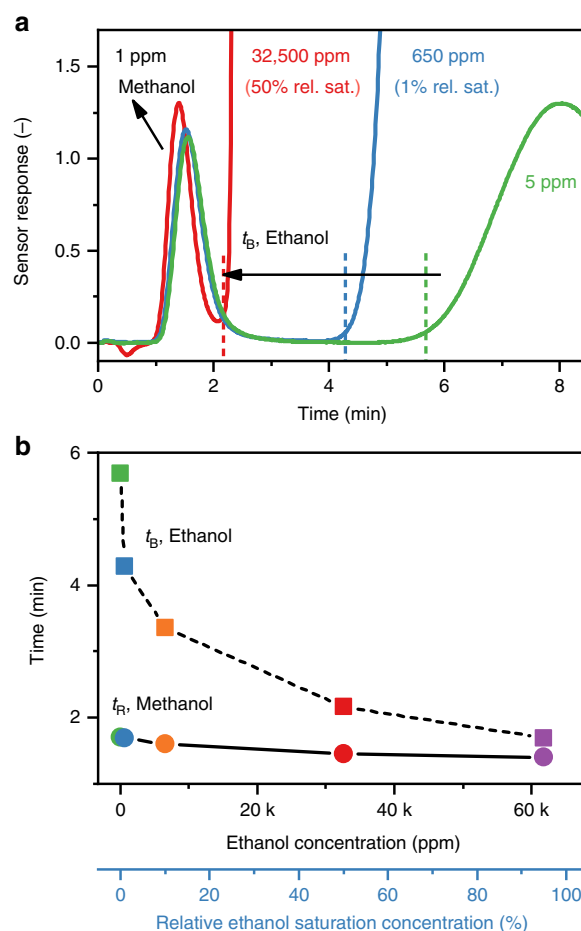 a
1 ppm
Methanol
32,500 ppm
(50% rel. sat.)
650 ppm
(1% rel. sat.)
5 ppm
tB, Ethanol
Sensor response (–)
1.5
1.0
0.5
0.0
0 2 4 6 8
Time (min)
b
6
4
2
Time (min)
tB, Ethanol
tR, Methanol
0 20 k 40 k 60 k
Ethanol concentration (ppm)
0 20 40 60 80 100
Relative ethanol saturation concentration (%)